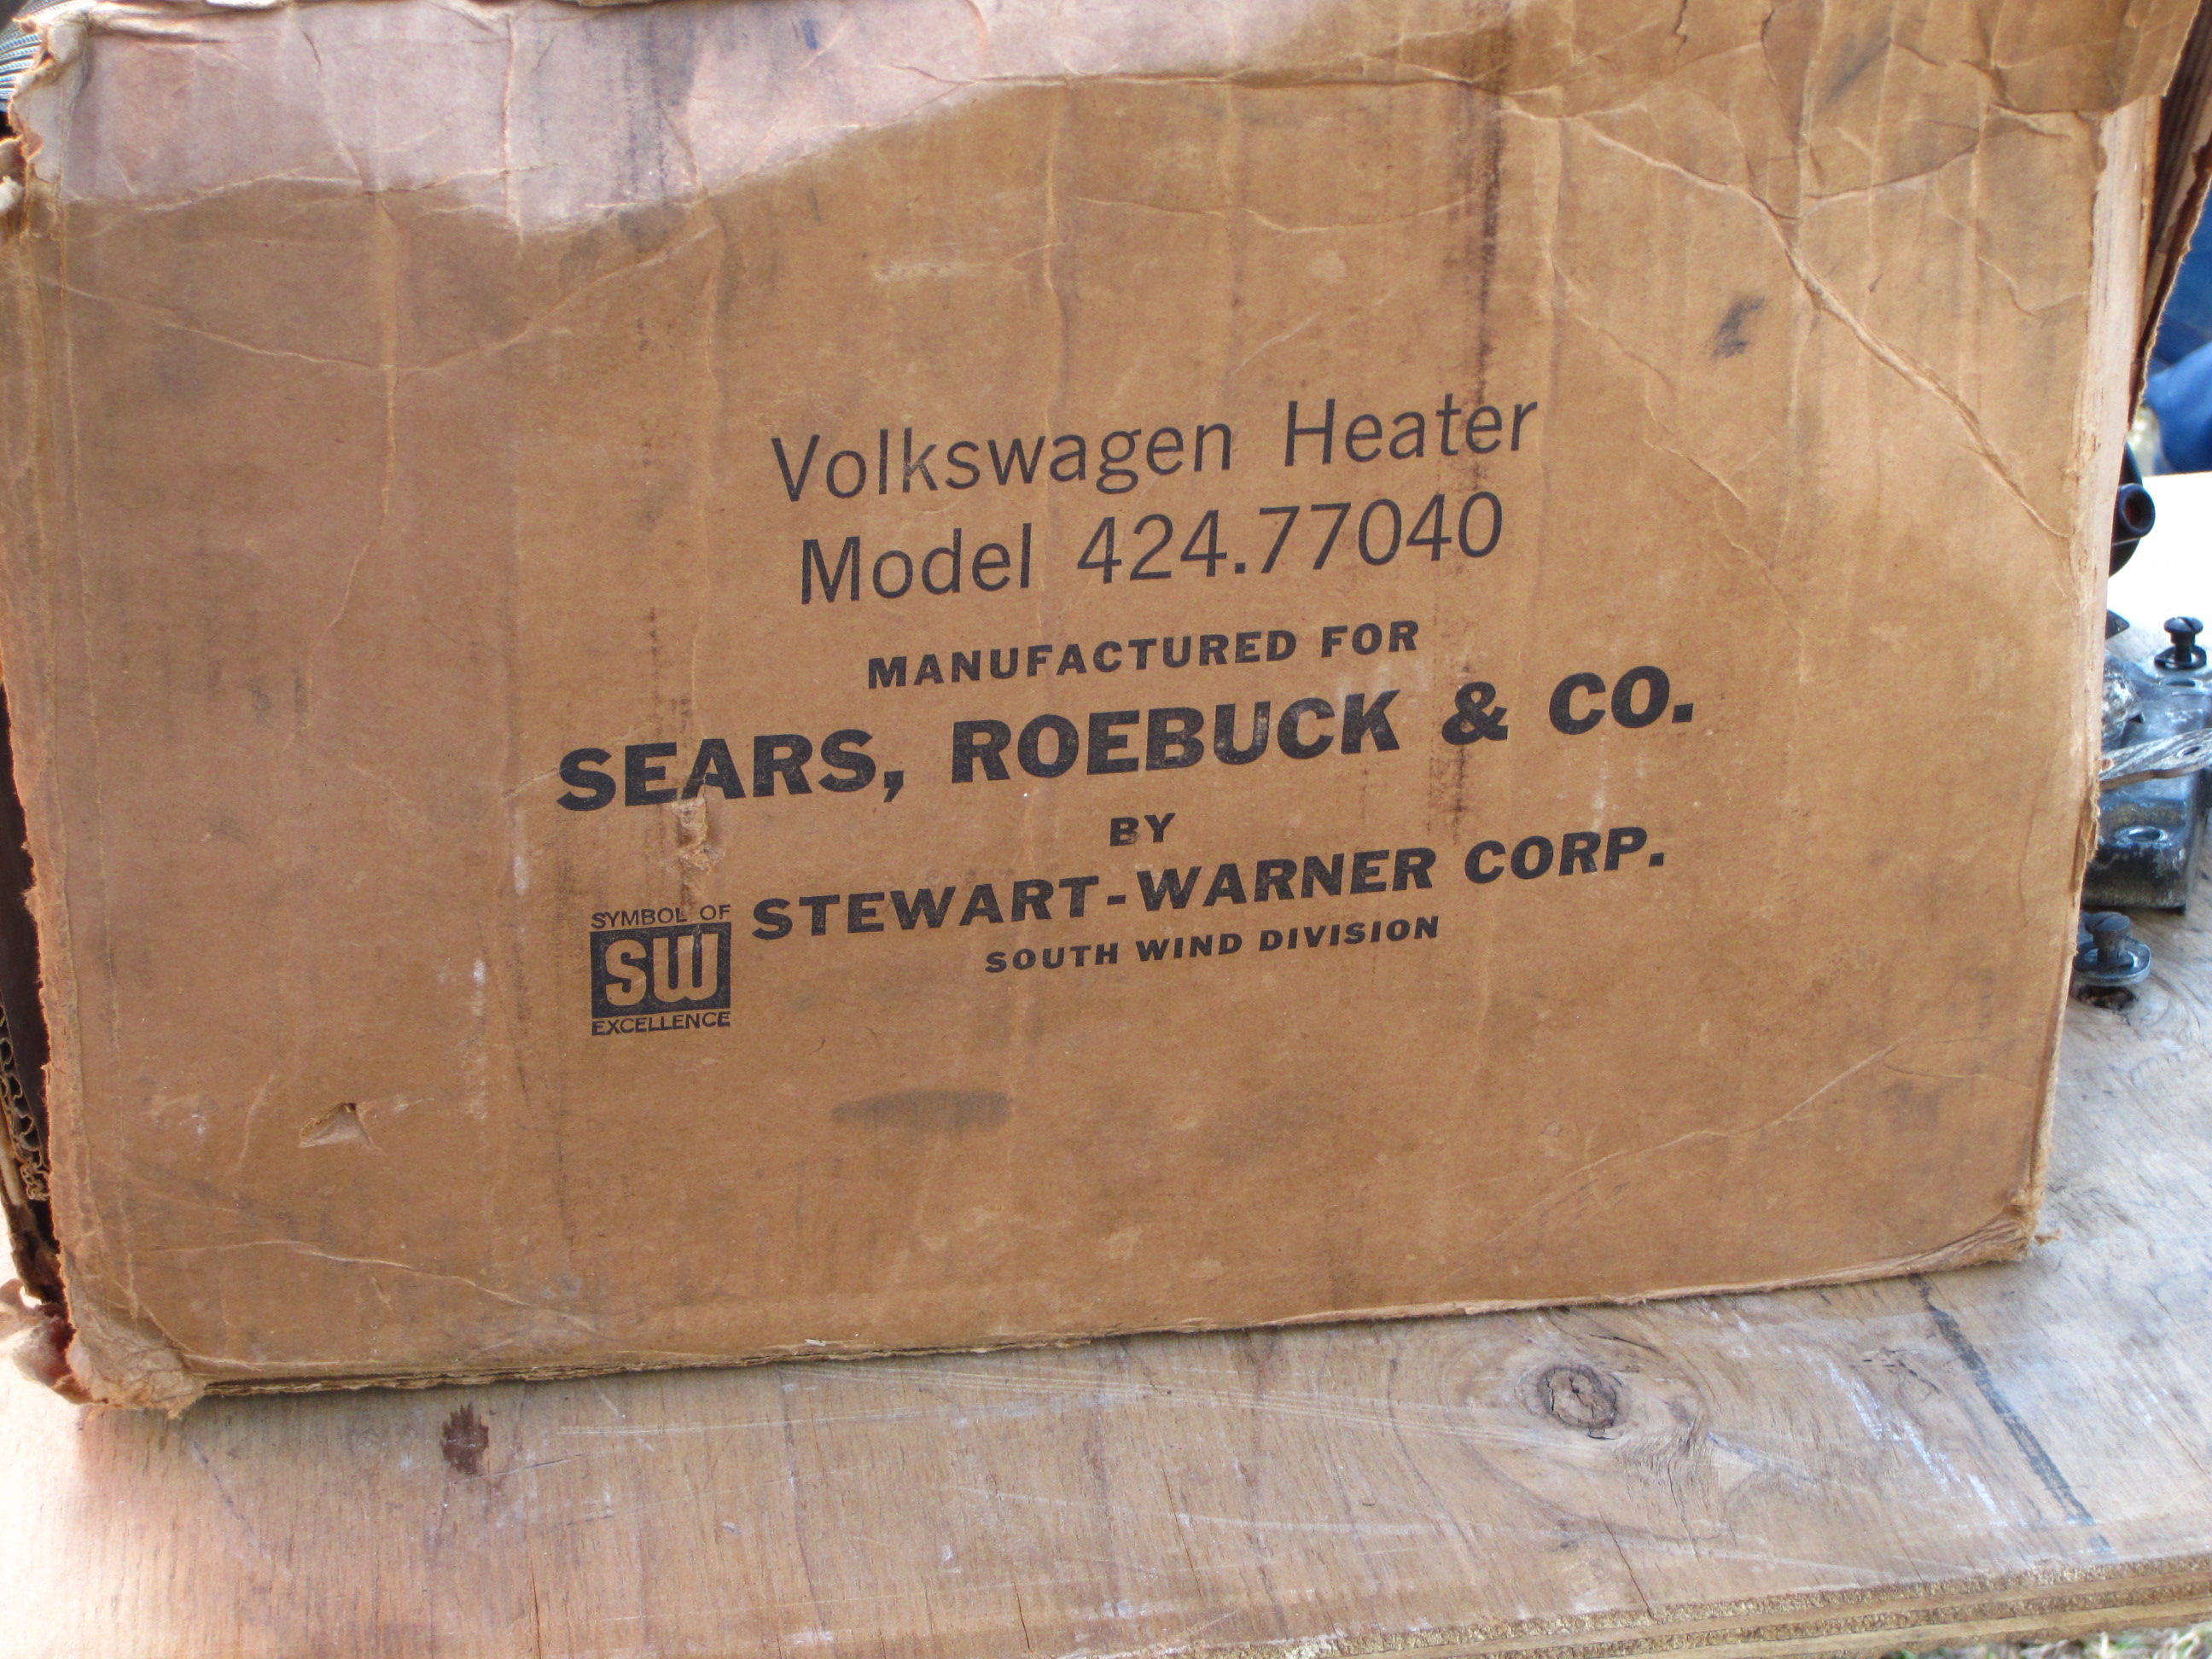 Volkswagen Heater
Model 424.77040
MANUFACTURED FOR
SEARS, ROEBUCK & CO.
BY
STEWART-WARNER CORP.
SOUTH WIND DIVISION
SYMBOL OF
SW
EXCELLENCE